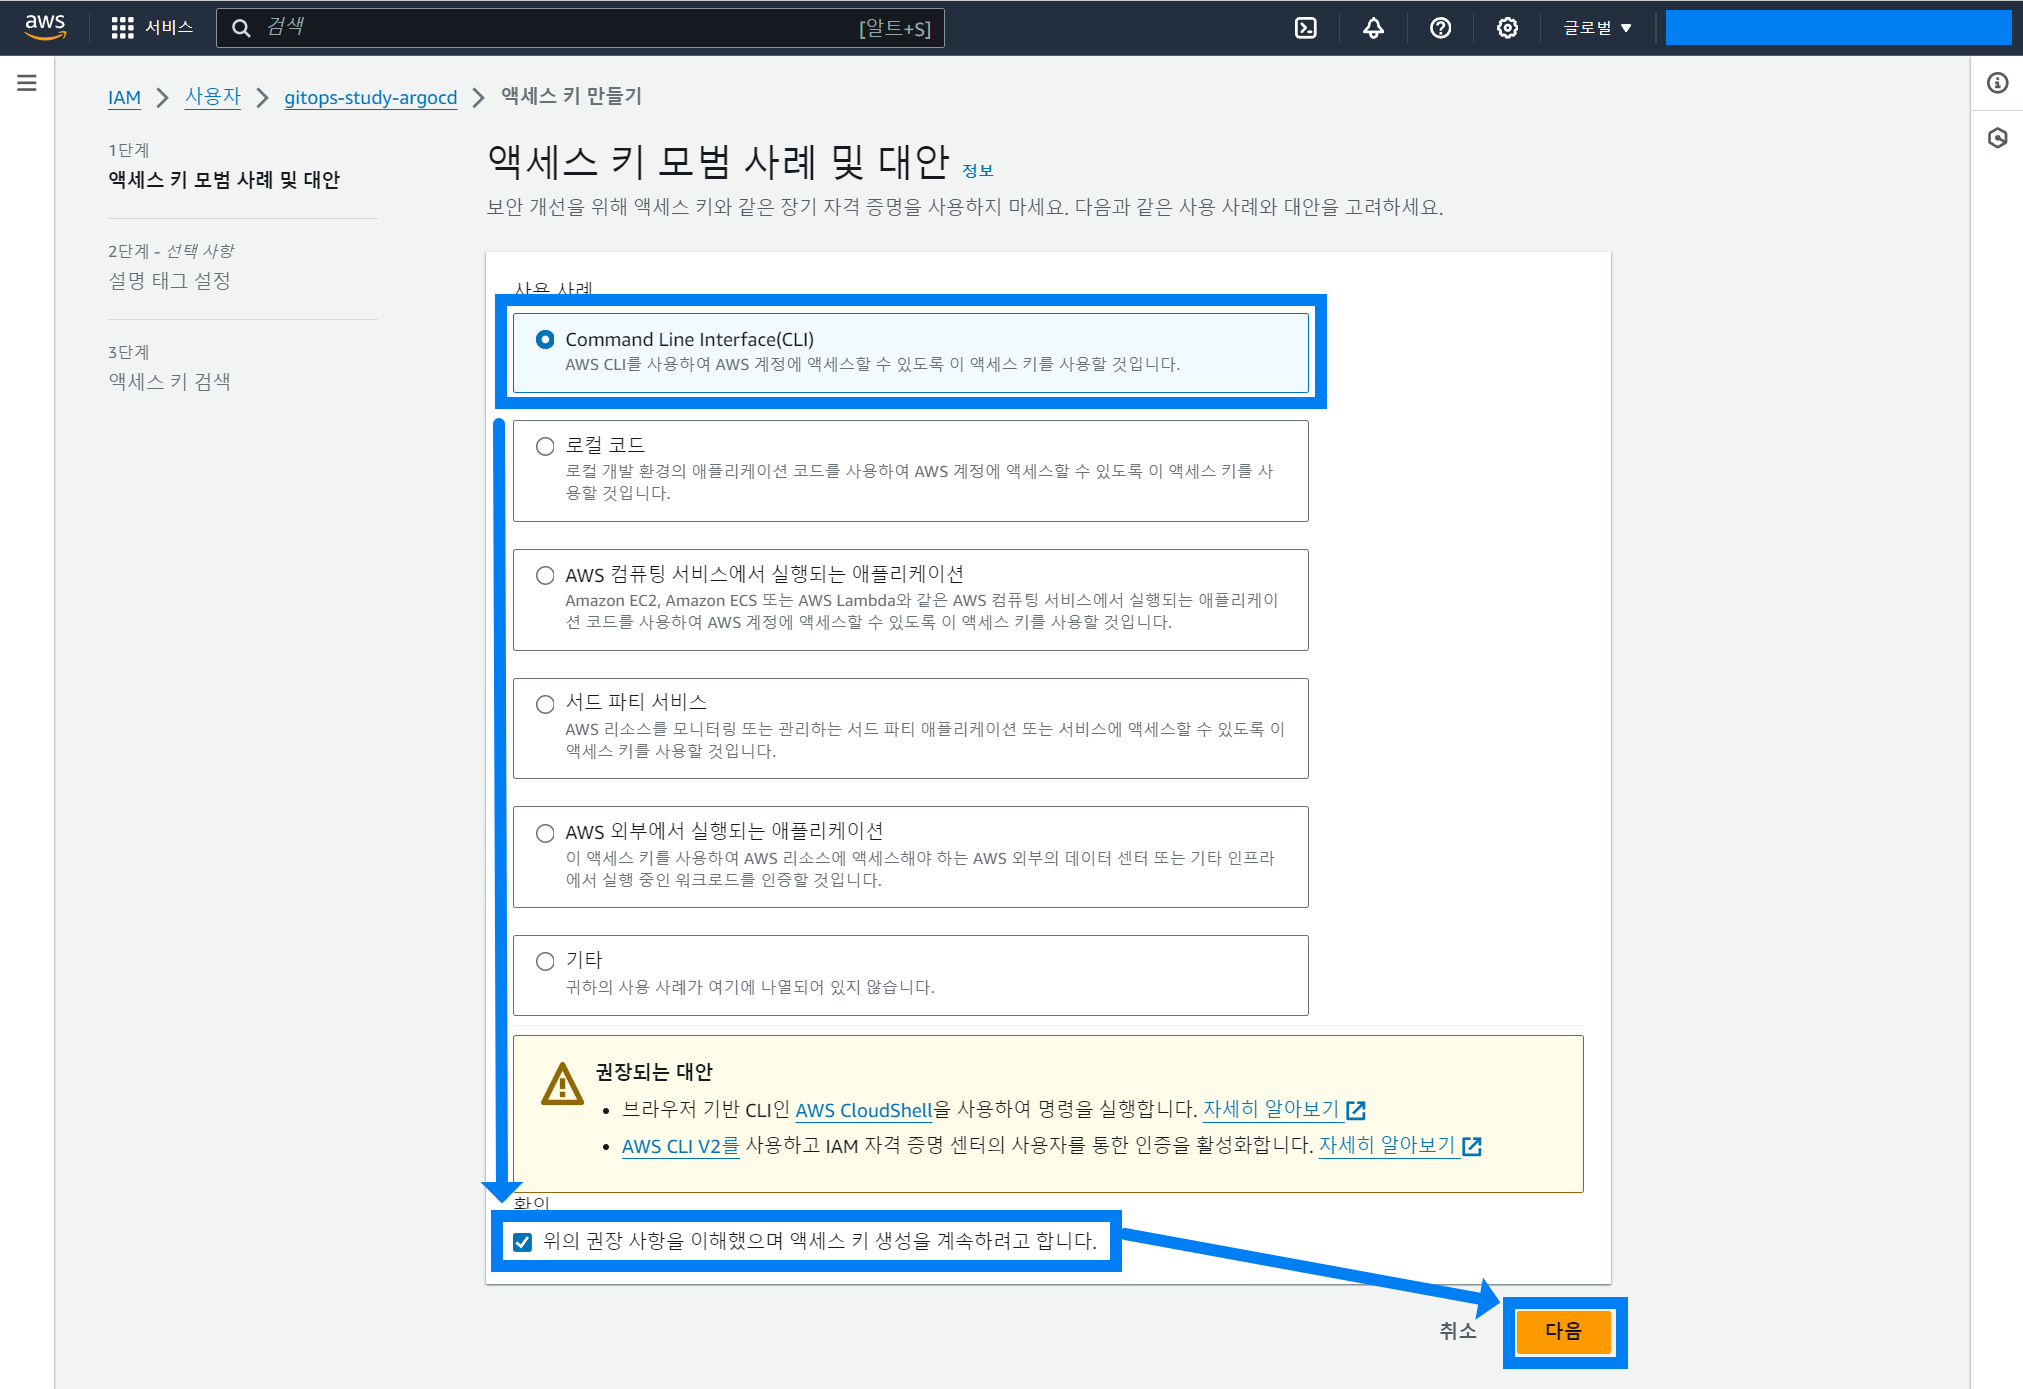 aws
서비스
검색
[알트+S]
글로벌 ▼
IAM > 사용자 > gitops-study-argocd > 액세스 키 만들기
1단계
액세스 키 모범 사례 및 대안
2단계 - 선택 사항
설명 태그 설정
3단계
액세스 키 검색
액세스 키 모범 사례 및 대안 정보
보안 개선을 위해 액세스 키와 같은 장기 자격 증명을 사용하지 마세요. 다음과 같은 사용 사례와 대안을 고려하세요.
사용 사례
Command Line Interface(CLI)
AWS CLI를 사용하여 AWS 계정에 액세스할 수 있도록 이 액세스 키를 사용할 것입니다.
로컬 코드
로컬 개발 환경의 애플리케이션 코드를 사용하여 AWS 계정에 액세스할 수 있도록 이 액세스 키를 사
용할 것입니다.
AWS 컴퓨팅 서비스에서 실행되는 애플리케이션
Amazon EC2, Amazon ECS 또는 AWS Lambda와 같은 AWS 컴퓨팅 서비스에서 실행되는 애플리케이
션 코드를 사용하여 AWS 계정에 액세스할 수 있도록 이 액세스 키를 사용할 것입니다.
서드 파티 서비스
AWS 리소스를 모니터링 또는 관리하는 서드 파티 애플리케이션 또는 서비스에 액세스할 수 있도록 이
액세스 키를 사용할 것입니다.
AWS 외부에서 실행되는 애플리케이션
이 액세스 키를 사용하여 AWS 리소스에 액세스해야 하는 AWS 외부의 데이터 센터 또는 기타 인프라
에서 실행 중인 워크로드를 인증할 것입니다.
기타
귀하의 사용 사례가 여기에 나열되어 있지 않습니다.
권장되는 대안
• 브라우저 기반 CLI인 AWS CloudShell을 사용하여 명령을 실행합니다. 자세히 알아보기
• AWS CLI V2를 사용하고 IAM 자격 증명 센터의 사용자를 통한 인증을 활성화합니다. 자세히 알아보기
확인
위의 권장 사항을 이해했으며 액세스 키 생성을 계속하려고 합니다.
취소
다음